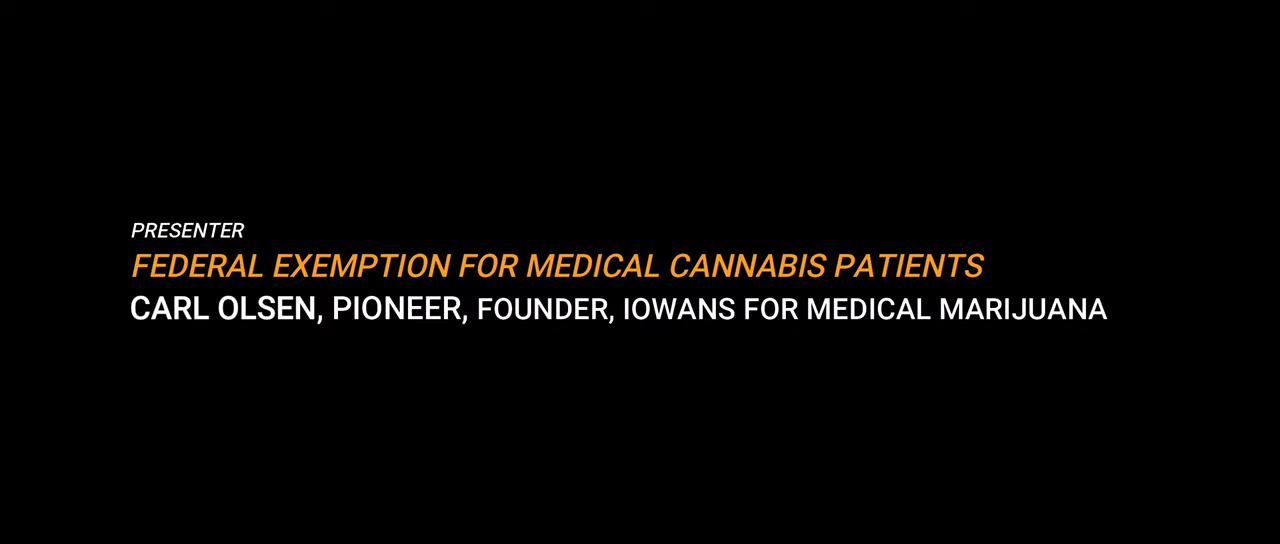 PRESENTER
FEDERAL EXEMPTION FOR MEDICAL CANNABIS PATIENTS
CARL OLSEN, PIONEER, FOUNDER, IOWANS FOR MEDICAL MARIJUANA